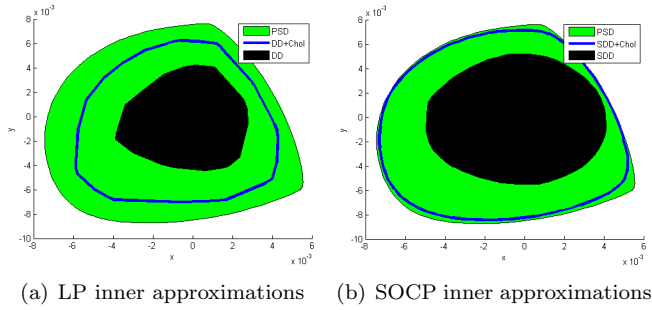 x 10⁻³
PSD
DD+Chol
DD
8
6
4
2
0
-2
-4
-6
-8
-10
y
-8 -6 -4 -2 0 2 4 6
x
x 10⁻³
x 10⁻³
PSD
SDD+Chol
SDD
8
6
4
2
0
-2
-4
-6
-8
-10
y
-8 -6 -4 -2 0 2 4 6
x
x 10⁻³
(a) LP inner approximations (b) SOCP inner approximations